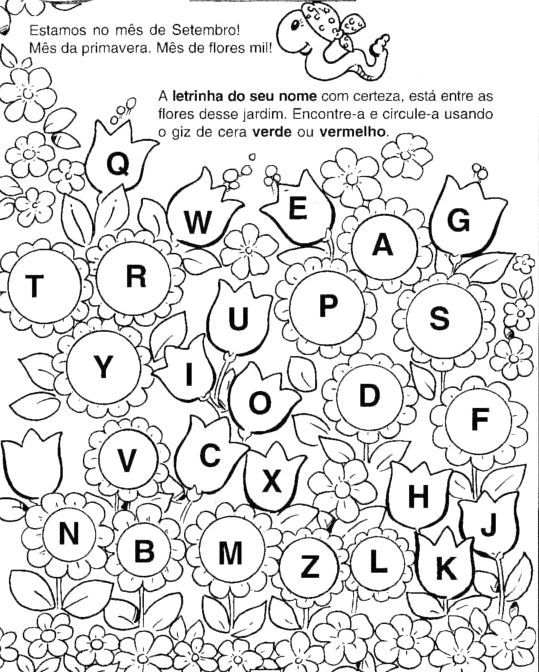 Estamos no mês de Setembro!
Mês da primavera. Mês de flores mil!
A letrinha do seu nome com certeza, está entre as
flores desse jardim. Encontre-a e circule-a usando
o giz de cera verde ou vermelho.
Q
W E A G
T R U P S
Y I O D F
V C X H J
N B M Z L K